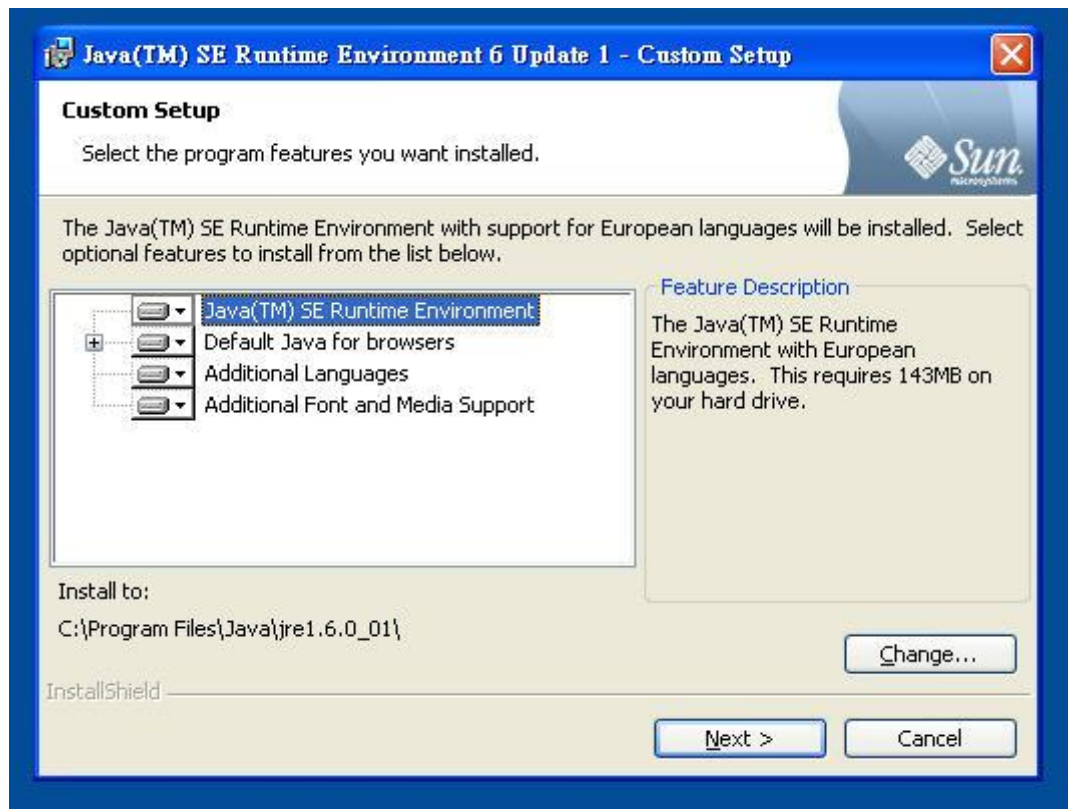 Java(TM) SE Runtime Environment 6 Update 1 - Custom Setup
Custom Setup
Select the program features you want installed.
Sun
microsystems
The Java(TM) SE Runtime Environment with support for European languages will be installed. Select
optional features to install from the list below.
Java(TM) SE Runtime Environment
Default Java for browsers
Additional Languages
Additional Font and Media Support
Feature Description
The Java(TM) SE Runtime
Environment with European
languages. This requires 143MB on
your hard drive.
Install to:
C:\Program Files\Java\jre1.6.0_01\
Change...
InstallShield
Next >
Cancel